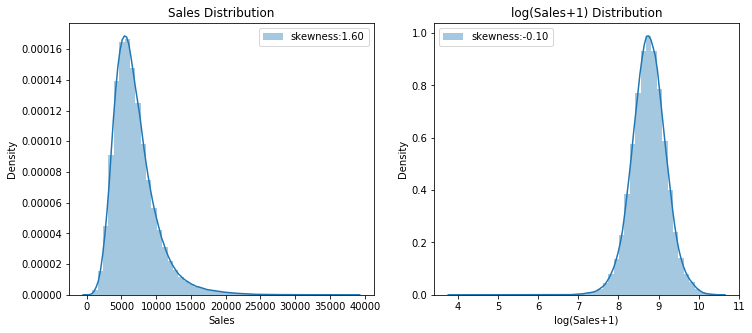 Sales Distribution
skewness:1.60
Density
0.00016
0.00014
0.00012
0.00010
0.00008
0.00006
0.00004
0.00002
0.00000
0 5000 10000 15000 20000 25000 30000 35000 40000
Sales
log(Sales+1) Distribution
skewness:-0.10
Density
1.0
0.8
0.6
0.4
0.2
0.0
4 5 6 7 8 9 10 11
log(Sales+1)